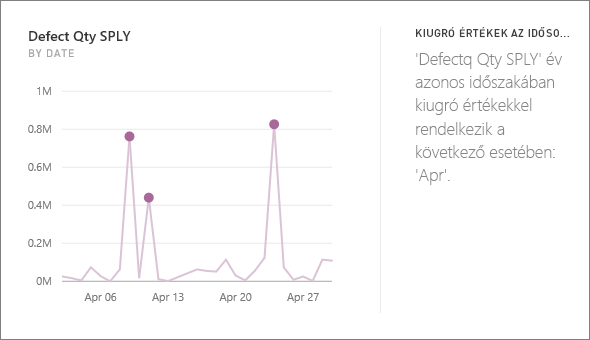 Defect Qty SPLY
BY DATE
1M
0.8M
0.6M
0.4M
0.2M
0M
Apr 06 Apr 13 Apr 20 Apr 27
KIUGRÓ ÉRTÉKEK AZ IDŐSO...
'Defectq Qty SPLY' év
azonos időszakában
kiugró értékekkel
rendelkezik a
következő esetében:
'Apr'.